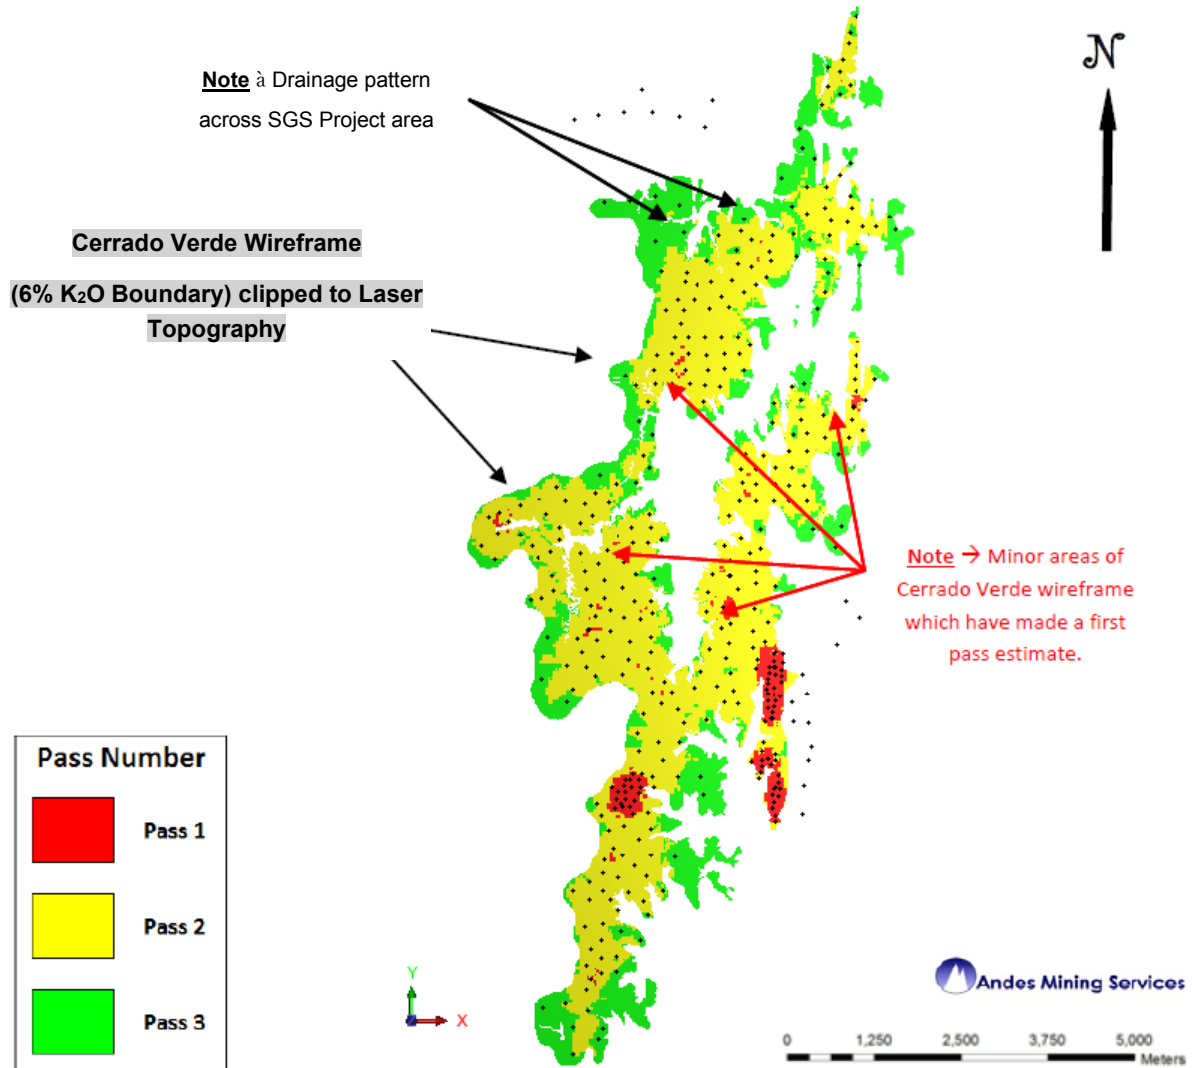 N
Note à Drainage pattern
across SGS Project area
Cerrado Verde Wireframe
(6% K₂O Boundary) clipped to Laser
Topography
Note → Minor areas of
Cerrado Verde wireframe
which have made a first
pass estimate.
Pass Number
Pass 1
Pass 2
Pass 3
Y
X
Andes Mining Services
0 1,250 2,500 3,750 5,000
Meters